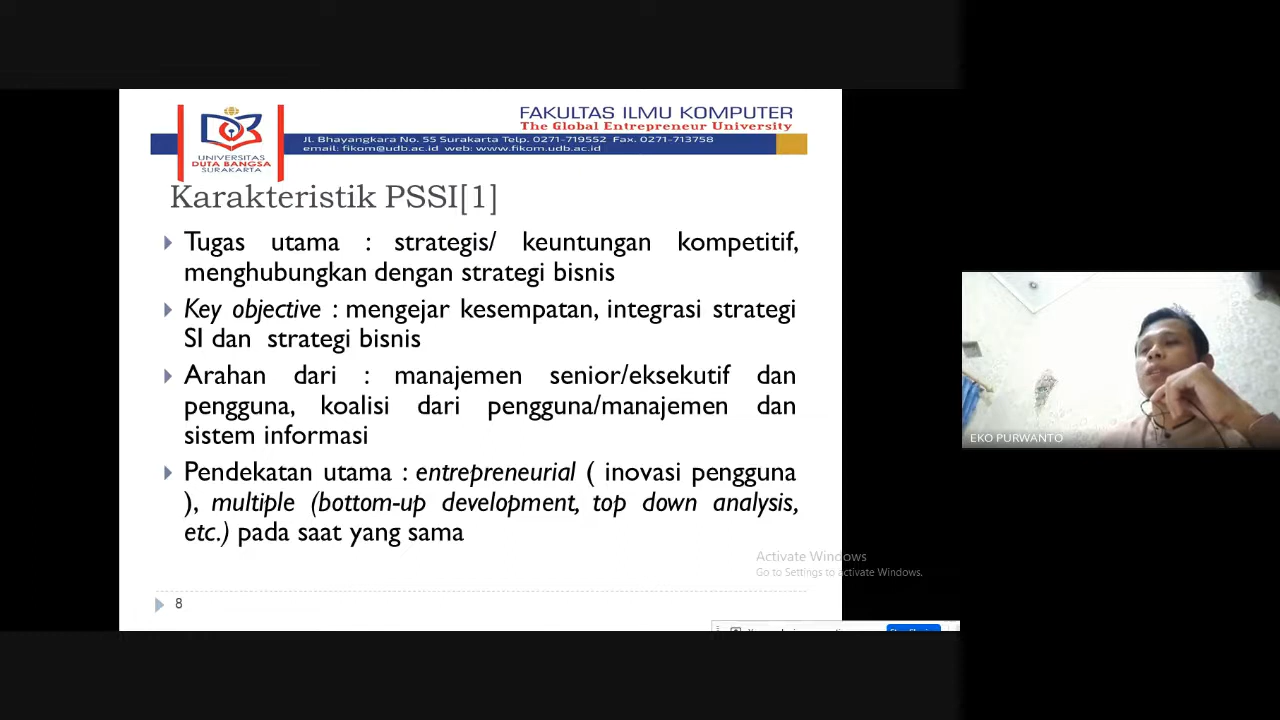 FAKULTAS ILMU KOMPUTER
The Global Entrepreneur University
Jl. Bhayangkara No. 55 Surakarta Telp. 0271-719552 Fax. 0271-713758
email: fikom@udb.ac.id web: www.fikom.udb.ac.id
UNIVERSITAS
DUTA BANGSA
SURAKARTA
Karakteristik PSSI[1]
Tugas utama : strategis/ keuntungan kompetitif,
menghubungkan dengan strategi bisnis
Key objective : mengejar kesempatan, integrasi strategi
SI dan strategi bisnis
Arahan dari : manajemen senior/eksekutif dan
pengguna, koalisi dari pengguna/manajemen dan
sistem informasi
Pendekatan utama : entrepreneurial ( inovasi pengguna
), multiple (bottom-up development, top down analysis,
etc.) pada saat yang sama
8
EKO PURWANTO
Activate Windows
Go to Settings to activate Windows.